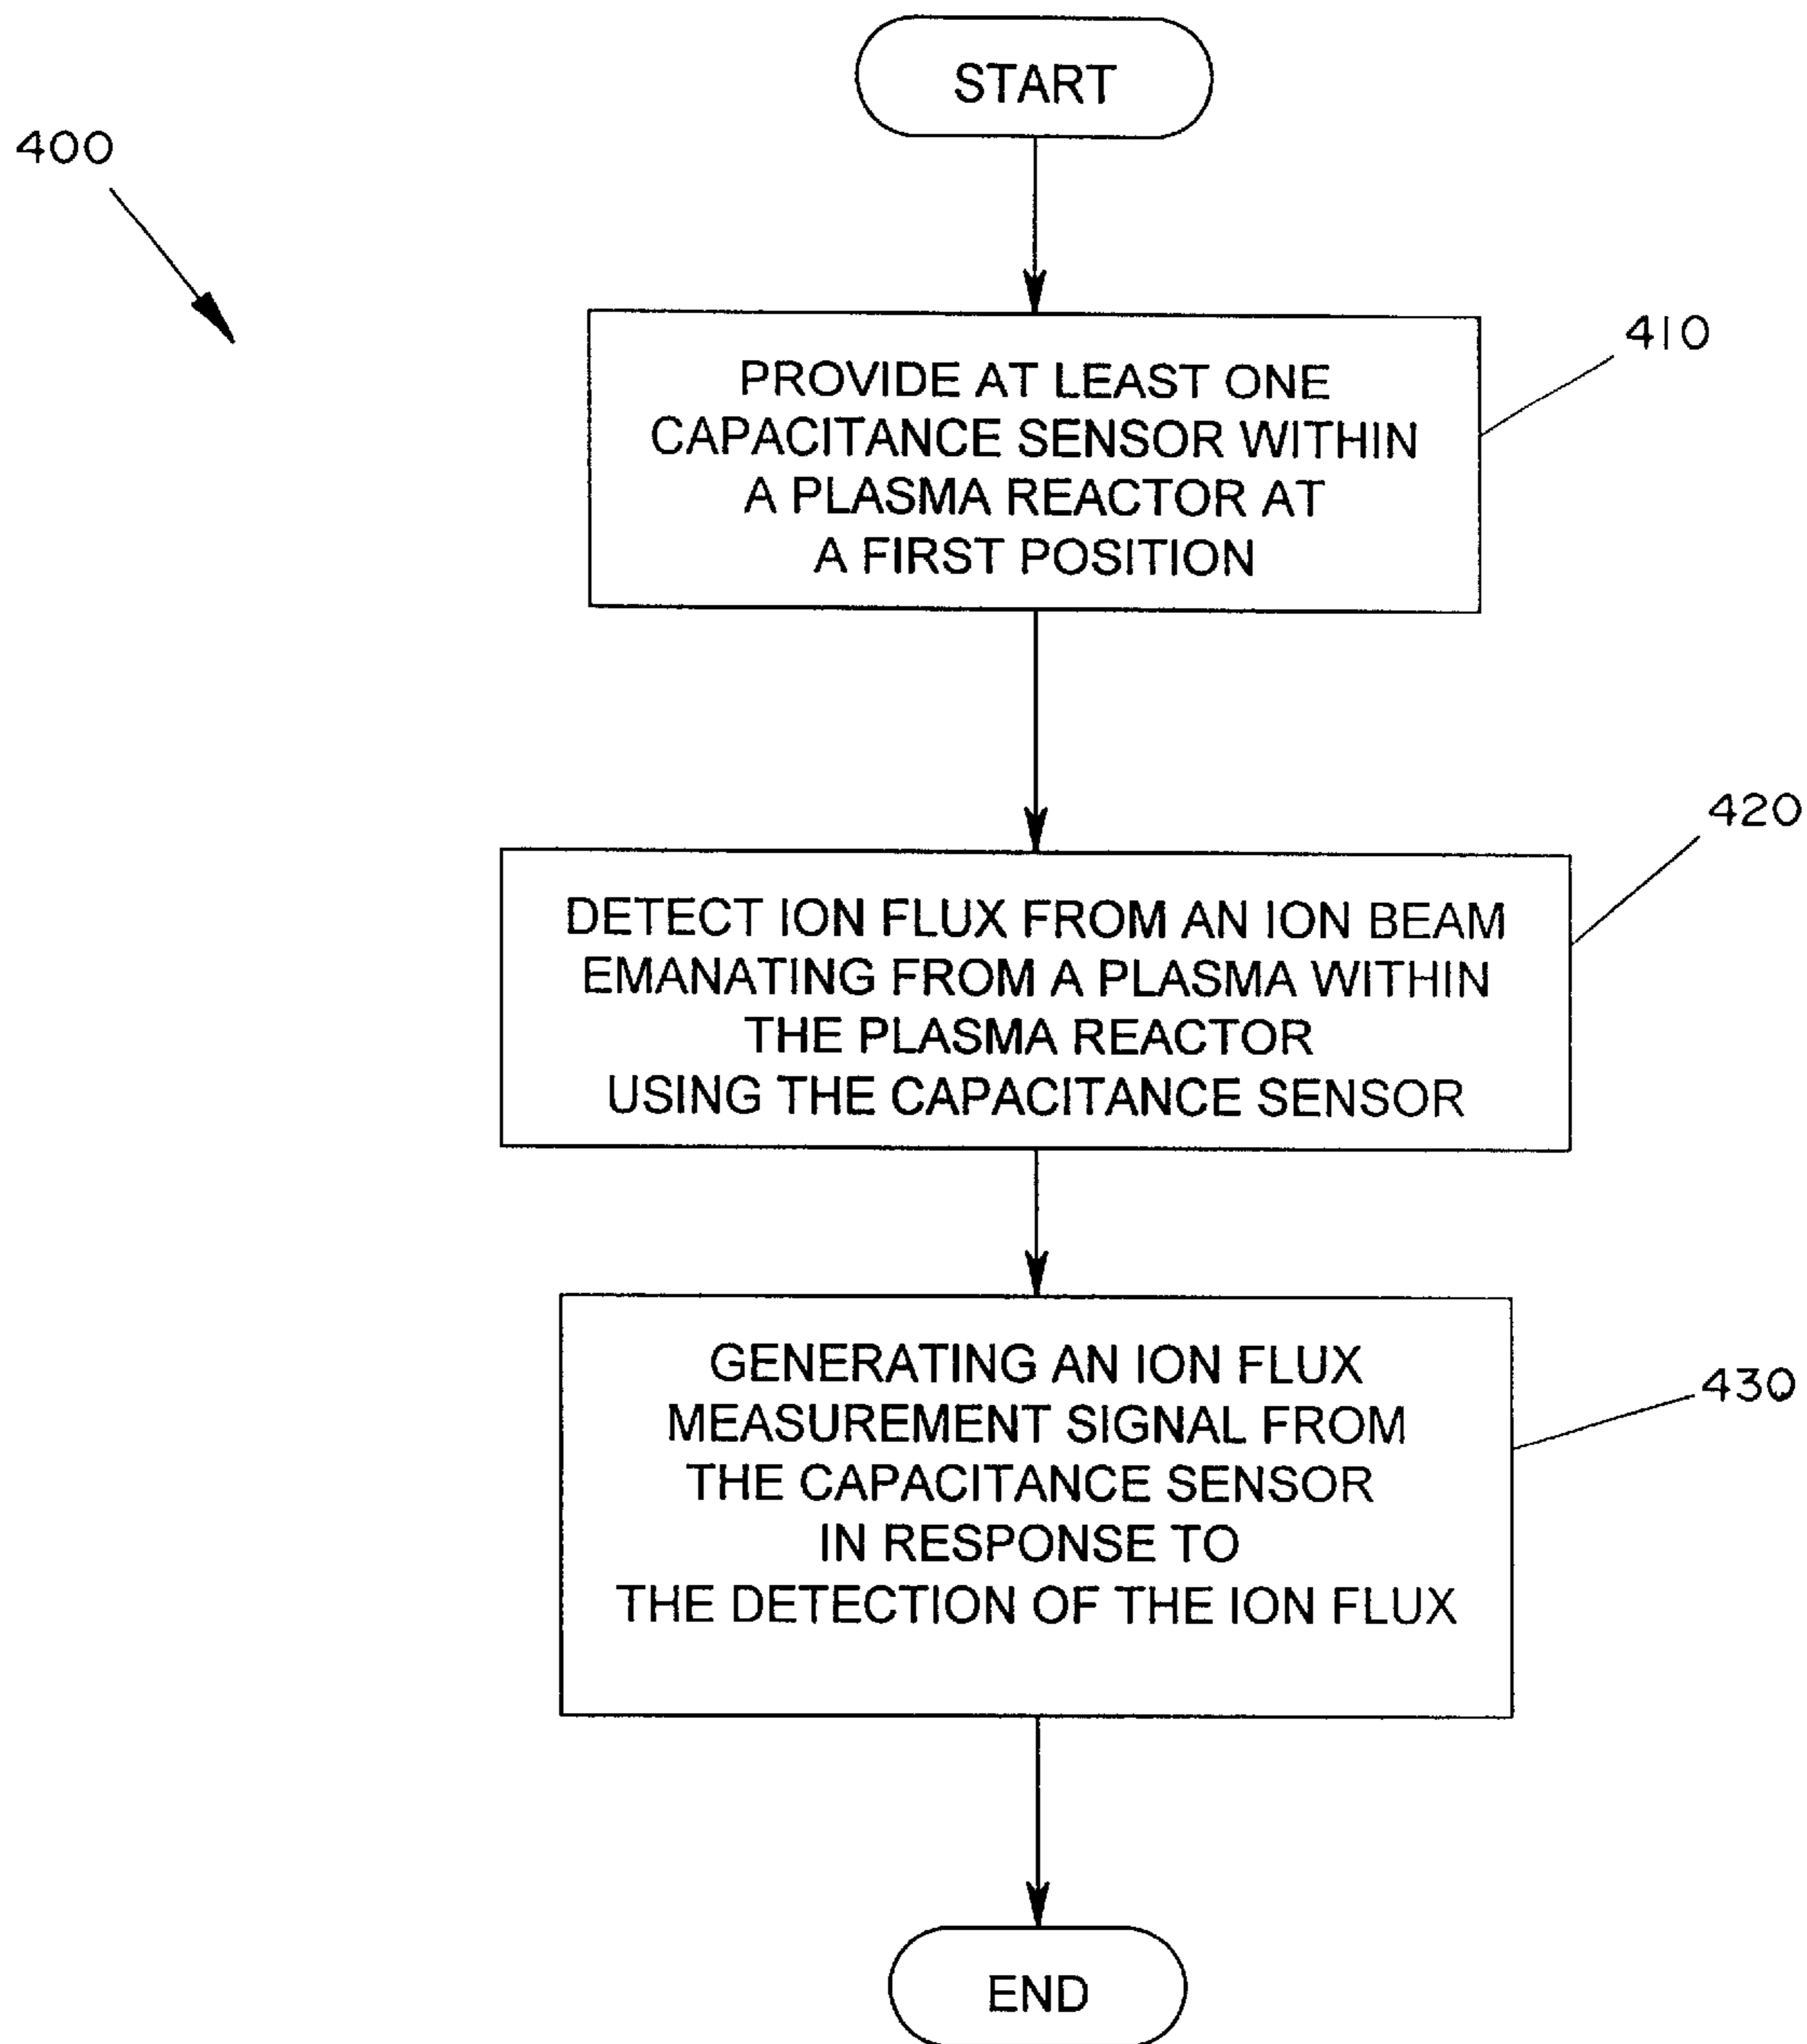 START
400
PROVIDE AT LEAST ONE
CAPACITANCE SENSOR WITHIN
A PLASMA REACTOR AT
A FIRST POSITION
410
DETECT ION FLUX FROM AN ION BEAM
EMANATING FROM A PLASMA WITHIN
THE PLASMA REACTOR
USING THE CAPACITANCE SENSOR
420
GENERATING AN ION FLUX
MEASUREMENT SIGNAL FROM
THE CAPACITANCE SENSOR
IN RESPONSE TO
THE DETECTION OF THE ION FLUX
430
END